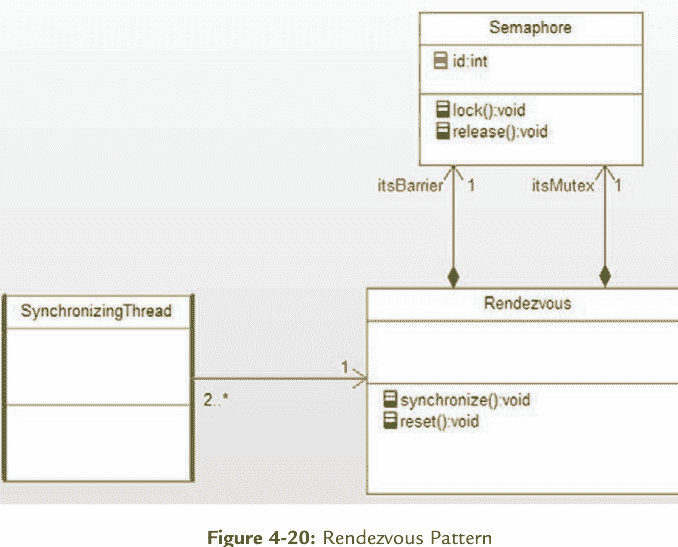 Semaphore
id:int
lock():void
release():void
itsBarrier 1 itsMutex 1
SynchronizingThread
Rendezvous
1
2..*
synchronize():void
reset():void
Figure 4-20: Rendezvous Pattern